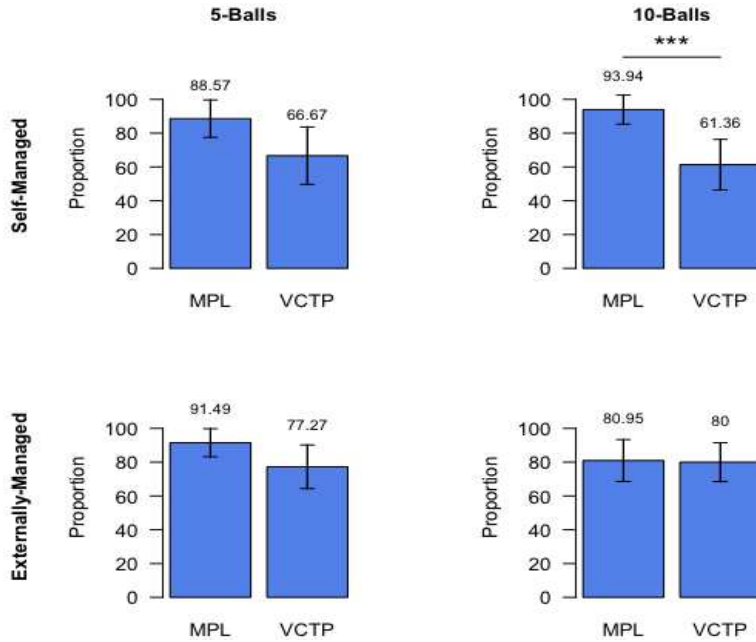 5-Balls
10-Balls
***
Self-Managed
Proportion
100
80
60
40
20
0
88.57
66.67
MPL
VCTP
Proportion
100
80
60
40
20
0
93.94
61.36
MPL
VCTP
Externally-Managed
Proportion
100
80
60
40
20
0
91.49
77.27
MPL
VCTP
Proportion
100
80
60
40
20
0
80.95
80
MPL
VCTP